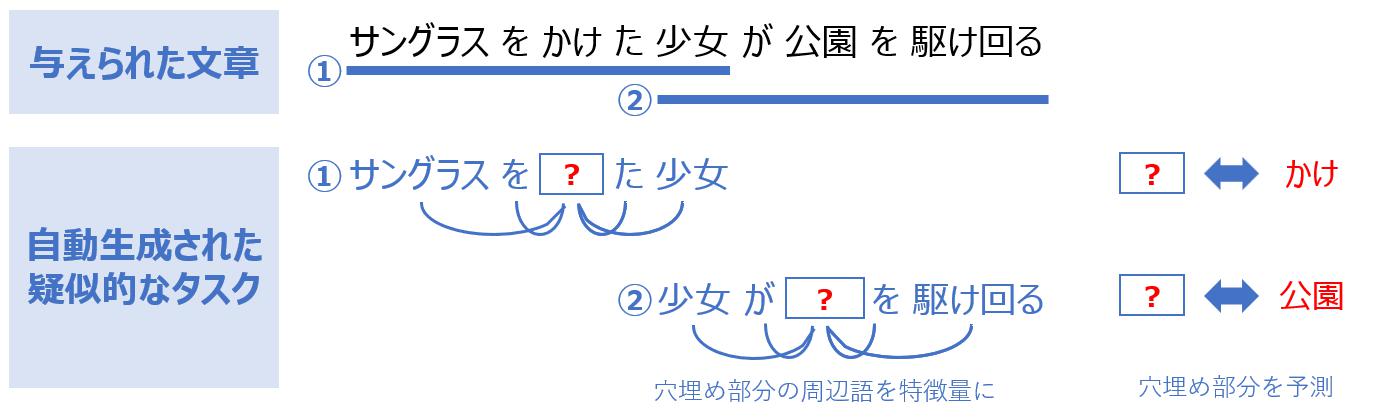 与えられた文章
サングラス を かけ た 少女 が 公園 を 駆け回る
①
②
自動生成された
疑似的なタスク
① サングラス を ? た 少女
? かけ
② 少女 が ? を 駆け回る
? 公園
穴埋め部分の周辺語を特徴量に
穴埋め部分を予測